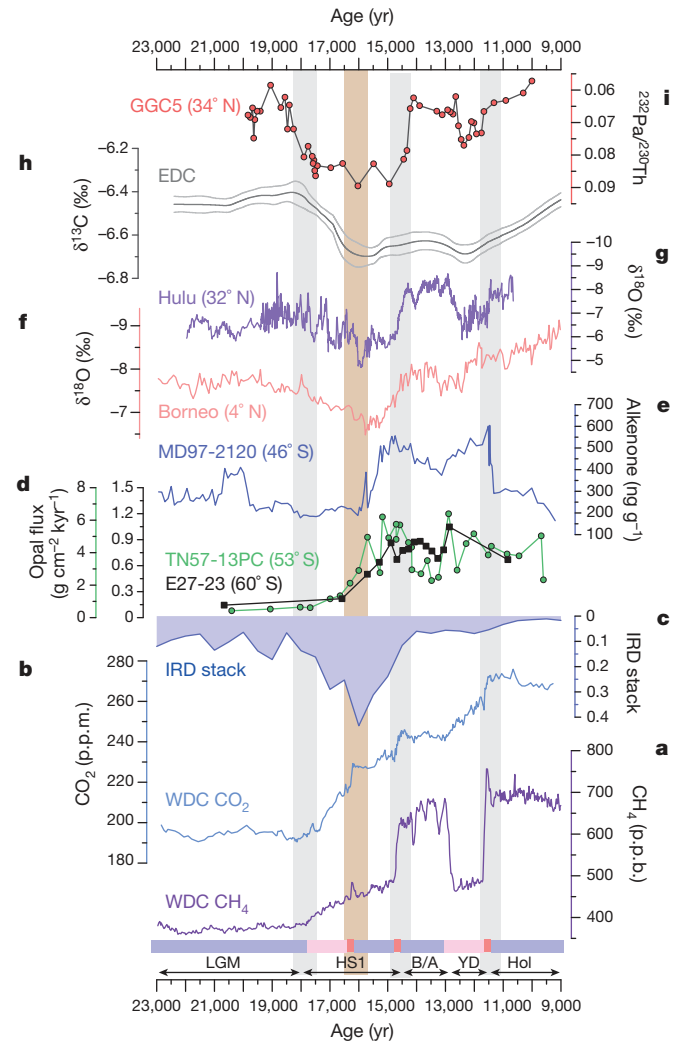 Age (yr)
23,000 21,000 19,000 17,000 15,000 13,000 11,000 9,000
i
GGC5 (34° N)
0.06
0.07
0.08
0.09
²³²Pa/²³⁰Th
h
−6.2
−6.4
−6.6
−6.8
δ¹³C (‰)
EDC
g
−10
−9
−8
−7
−6
−5
δ¹⁸O (‰)
Hulu (32° N)
f
−9
−8
−7
δ¹⁸O (‰)
Borneo (4° N)
e
700
600
500
400
300
200
100
Alkenone (ng g⁻¹)
MD97-2120 (46° S)
d
8
6
4
2
0
1.5
1.2
0.9
0.6
0.3
0
Opal flux
(g cm⁻² kyr⁻¹)
TN57-13PC (53° S)
E27-23 (60° S)
c
0
0.1
0.2
0.3
0.4
IRD stack
IRD stack
b
280
260
240
220
200
180
CO₂ (p.p.m.)
WDC CO₂
a
800
700
600
500
400
CH₄ (p.p.b.)
WDC CH₄
LGM HS1 B/A YD Hol
23,000 21,000 19,000 17,000 15,000 13,000 11,000 9,000
Age (yr)